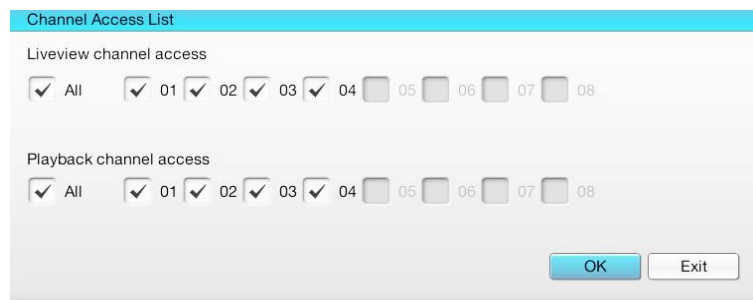 Channel Access List
Liveview channel access
All 01 02 03 04 05 06 07 08
Playback channel access
All 01 02 03 04 05 06 07 08
OK Exit